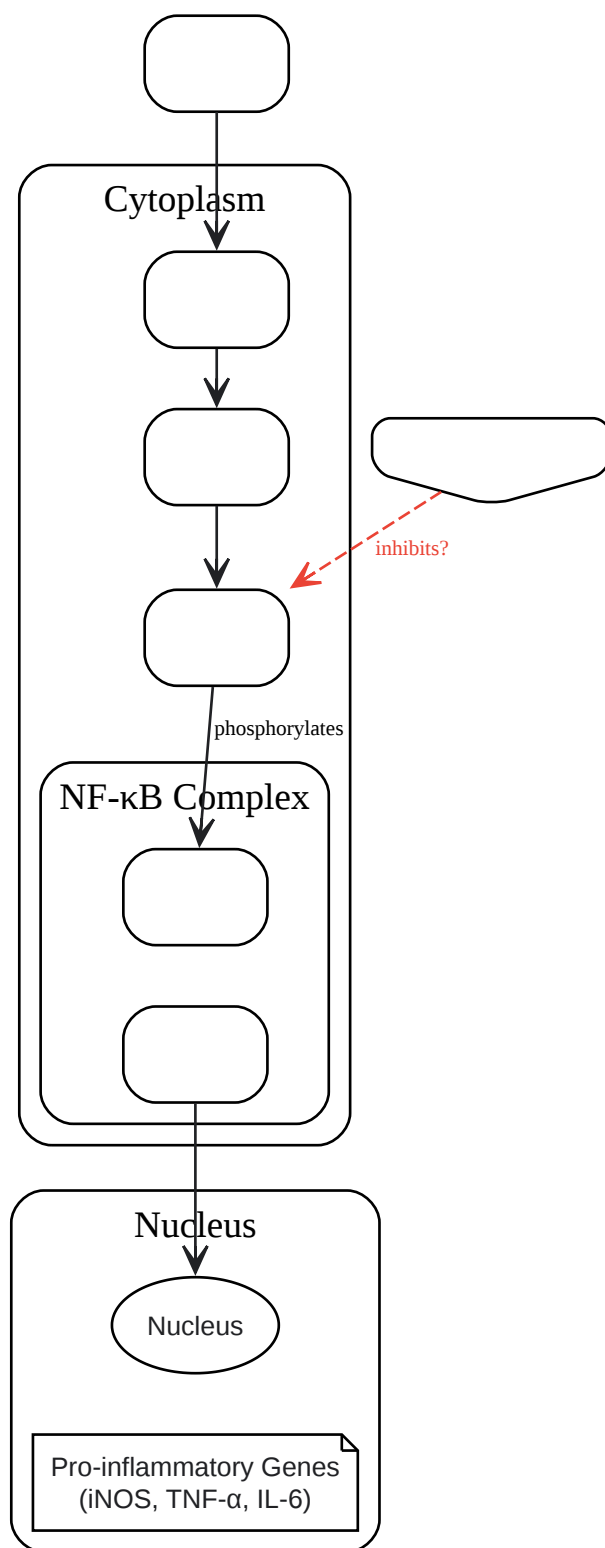 Cytoplasm
inhibits?
phosphorylates
NF-κB Complex
Nucleus
Nucleus
Pro-inflammatory Genes
(iNOS, TNF-α, IL-6)